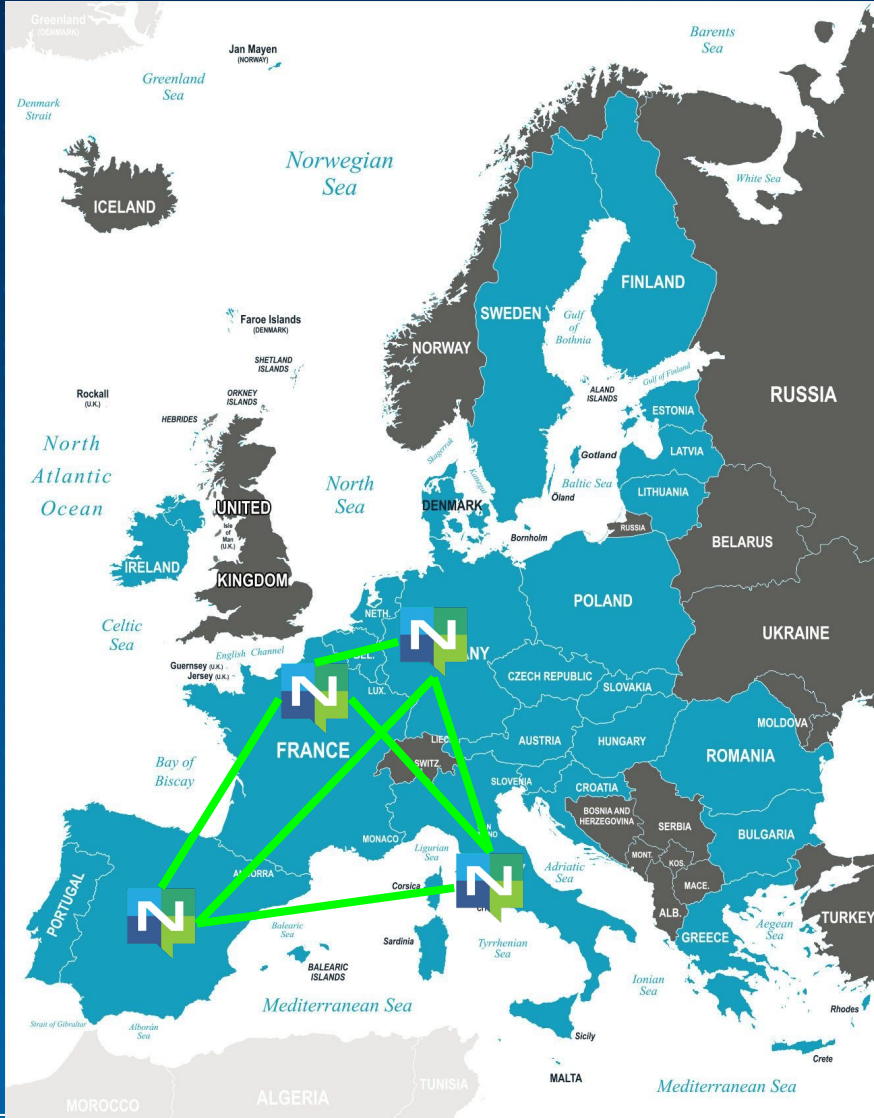 Greenland
(DENMARK)
Jan Mayen
(NORWAY)
Barents
Sea
Greenland
Sea
Denmark
Strait
Norwegian
Sea
White Sea
ICELAND
FINLAND
SWEDEN
Gulf
of
Bothnia
Faroe Islands
(DENMARK)
NORWAY
SHETLAND
ISLANDS
Gulf of Finland
RUSSIA
Rockall
(U.K.)
ORKNEY
ISLANDS
ALAND
ISLANDS
ESTONIA
HEBRIDES
North
Atlantic
Ocean
Skagerrak
Gotland
LATVIA
North
Sea
Baltic Sea
Öland
LITHUANIA
UNITED
KINGDOM
DENMARK
Isle
of
Man
(U.K.)
Bornholm
RUSSIA
BELARUS
IRELAND
POLAND
NETH.
Celtic
Sea
UKRAINE
English Channel
BEL.
ANY
Guernsey (U.K.)
Jersey (U.K.)
LUX.
CZECH REPUBLIC
SLOVAKIA
MOLDOVA
FRANCE
LIEC
AUSTRIA
HUNGARY
ROMANIA
Bay of
Biscay
SWITZ.
SLOVENIA
CROATIA
BOSNIA AND
HERZEGOVINA
SERBIA
MONACO
BULGARIA
Ligurian
Sea
MONT.
KOS.
Adriatic
Sea
MACE.
Corsica
PORTUGAL
ALB.
TURKEY
Balearic
Sea
Sardinia
Tyrrhenian
Sea
GREECE
Aegean
Sea
BALEARIC
ISLANDS
Ionian
Sea
Mediterranean Sea
Rhodes
Strait of Gibraltar
Alborán
Sea
Sicily
Crete
MALTA
Mediterranean Sea
MOROCCO
ALGERIA
TUNISIA